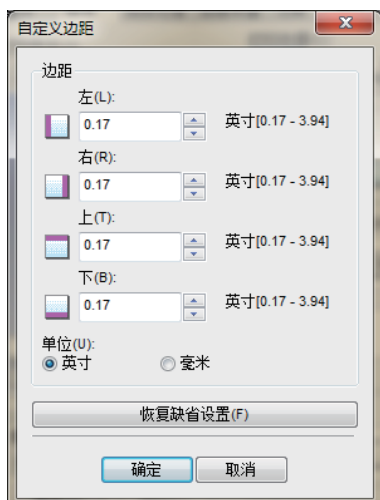 自定义边距
边距
左(L):
0.17 英寸[0.17 - 3.94]
右(R):
0.17 英寸[0.17 - 3.94]
上(T):
0.17 英寸[0.17 - 3.94]
下(B):
0.17 英寸[0.17 - 3.94]
单位(U):
英寸 毫米
恢复缺省设置(F)
确定 取消